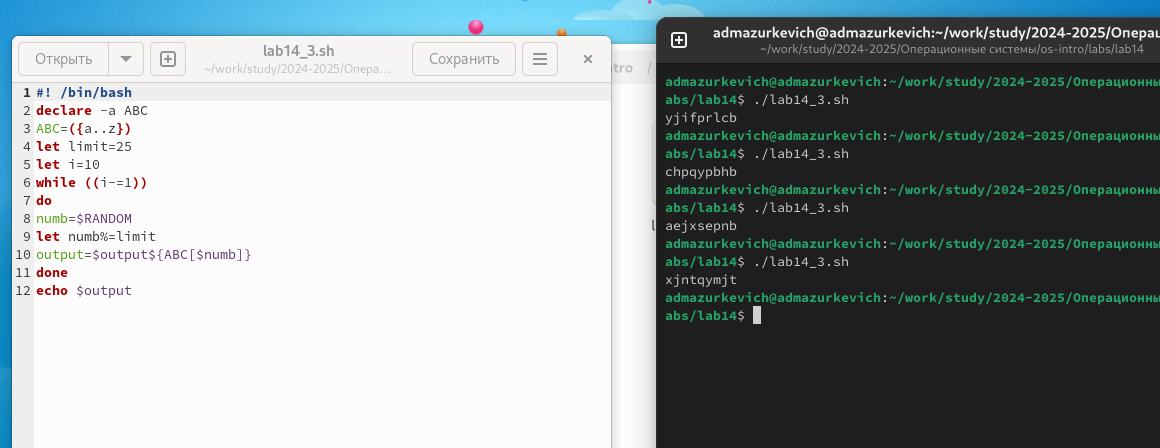 Открыть
lab14_3.sh
~/work/study/2024-2025/Опера…
Сохранить
1 #! /bin/bash
2 declare -a ABC
3 ABC=({a..z})
4 let limit=25
5 let i=10
6 while ((i-=1))
7 do
8 numb=$RANDOM
9 let numb%=limit
10 output=$output${ABC[$numb]}
11 done
12 echo $output
tro /
admazurkevich@admazurkevich:~/work/study/2024-2025/Опера
~/work/study/2024-2025/Операционные системы/os-intro/labs/lab14
admazurkevich@admazurkevich:~/work/study/2024-2025/Операционны
abs/lab14$ ./lab14_3.sh
yjifprlcb
admazurkevich@admazurkevich:~/work/study/2024-2025/Операционны
abs/lab14$ ./lab14_3.sh
chpqypbhb
admazurkevich@admazurkevich:~/work/study/2024-2025/Операционны
abs/lab14$ ./lab14_3.sh
aejxsepnb
admazurkevich@admazurkevich:~/work/study/2024-2025/Операционны
abs/lab14$ ./lab14_3.sh
xjntqymjt
admazurkevich@admazurkevich:~/work/study/2024-2025/Операционны
abs/lab14$